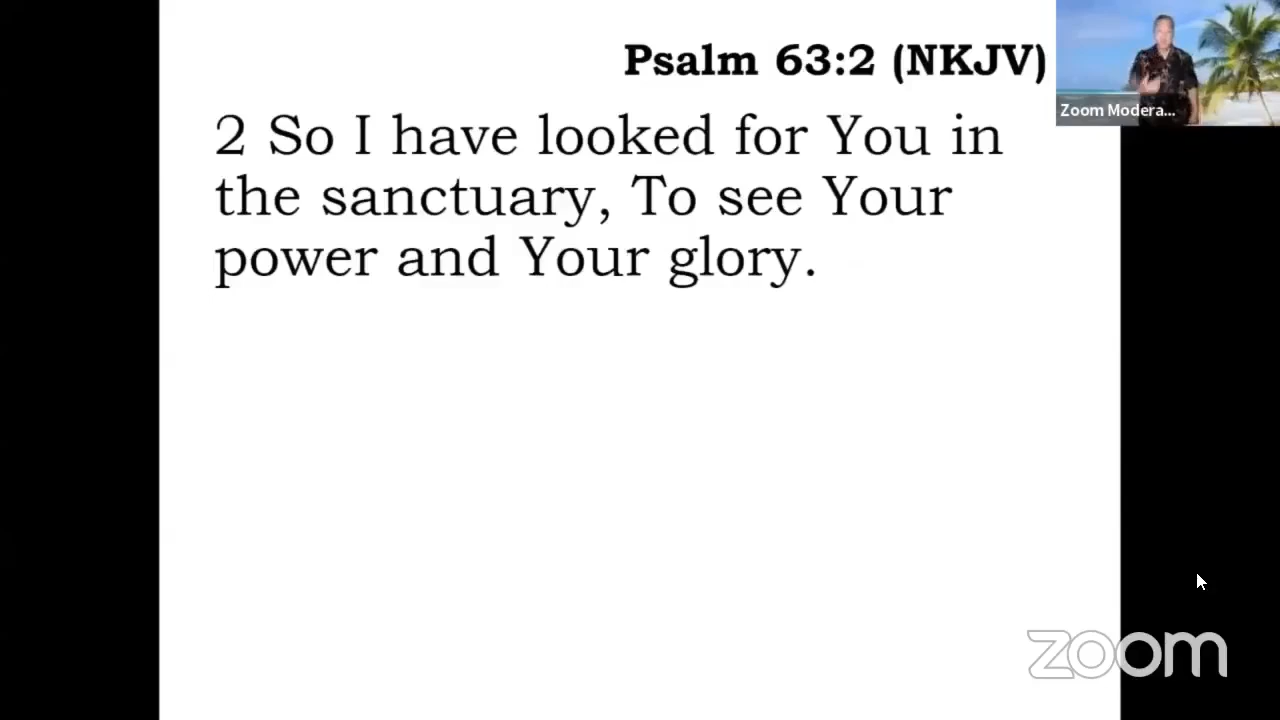 Psalm 63:2 (NKJV)
Zoom Modera...
2 So I have looked for You in
the sanctuary, To see Your
power and Your glory.
zoom